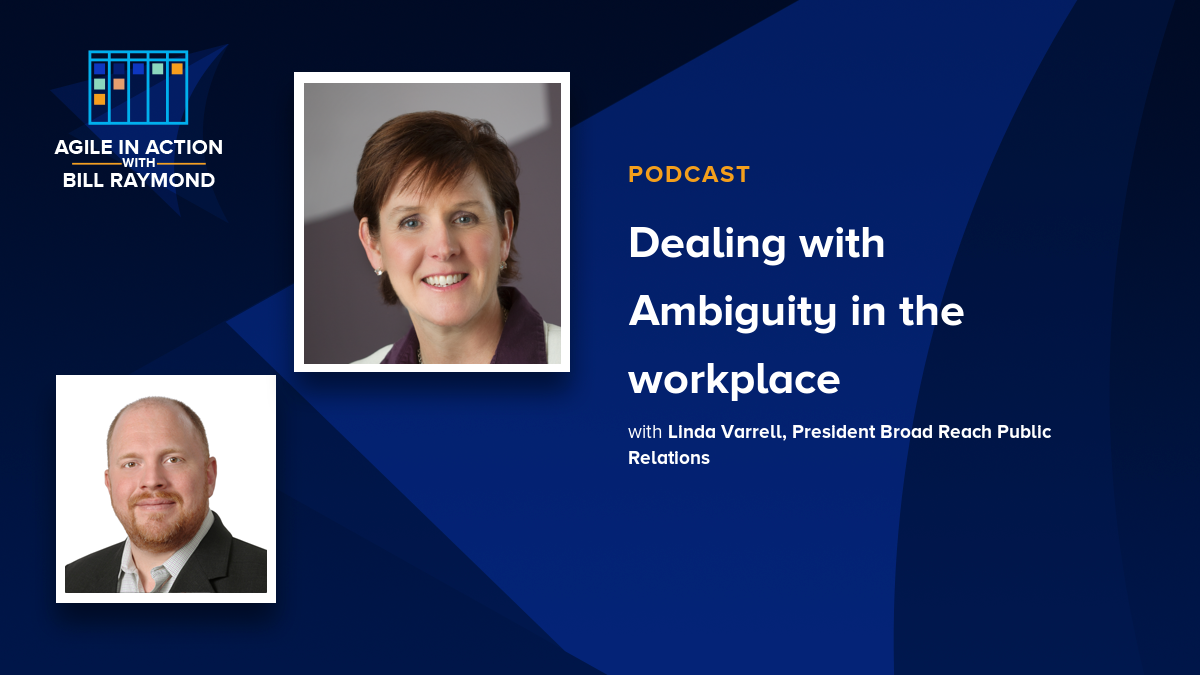 AGILE IN ACTION
WITH
BILL RAYMOND
PODCAST
Dealing with
Ambiguity in the
workplace
with Linda Varrell, President Broad Reach Public
Relations